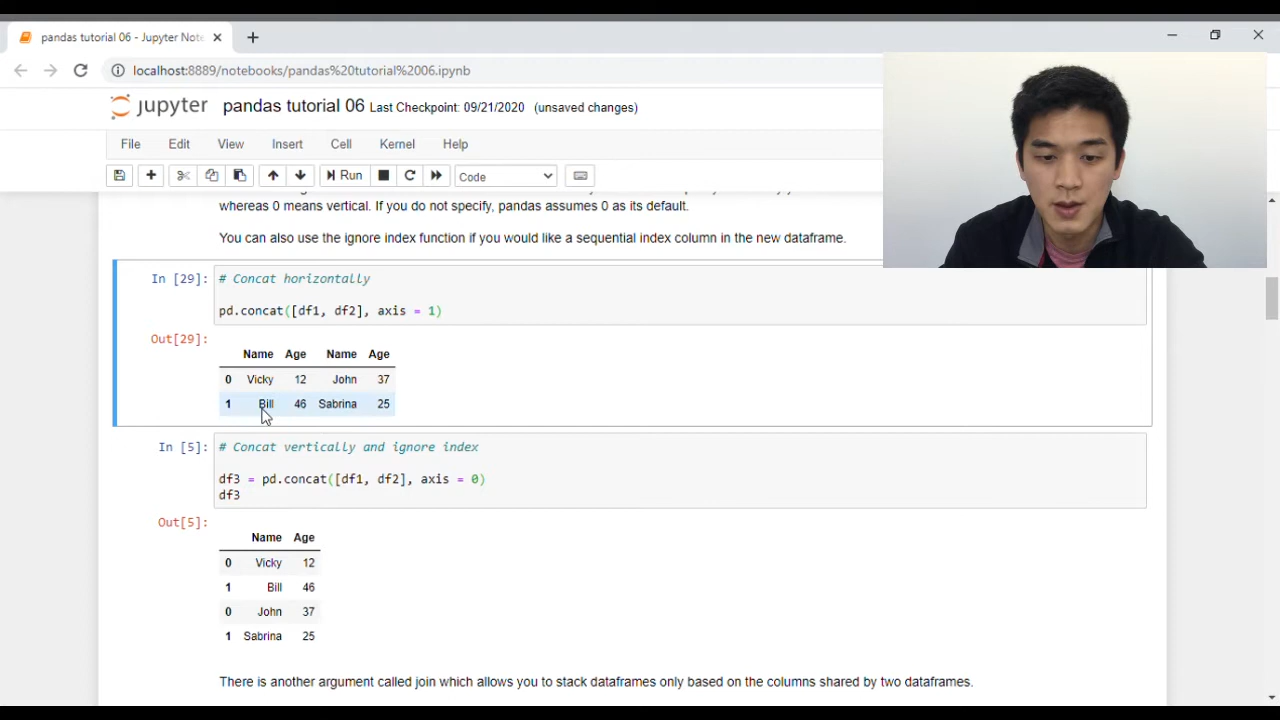 pandas tutorial 06 - Jupyter Note
localhost:8889/notebooks/pandas%20tutorial%2006.ipynb
jupyter pandas tutorial 06 Last Checkpoint: 09/21/2020 (unsaved changes)
File Edit View Insert Cell Kernel Help
Run Code
whereas 0 means vertical. If you do not specify, pandas assumes 0 as its default.
You can also use the ignore index function if you would like a sequential index column in the new dataframe.
In [29]: # Concat horizontally
pd.concat([df1, df2], axis = 1)
Out[29]:
Name Age Name Age
0 Vicky 12 John 37
1 Bill 46 Sabrina 25
In [5]: # Concat vertically and ignore index
df3 = pd.concat([df1, df2], axis = 0)
df3
Out[5]:
Name Age
0 Vicky 12
1 Bill 46
0 John 37
1 Sabrina 25
There is another argument called join which allows you to stack dataframes only based on the columns shared by two dataframes.